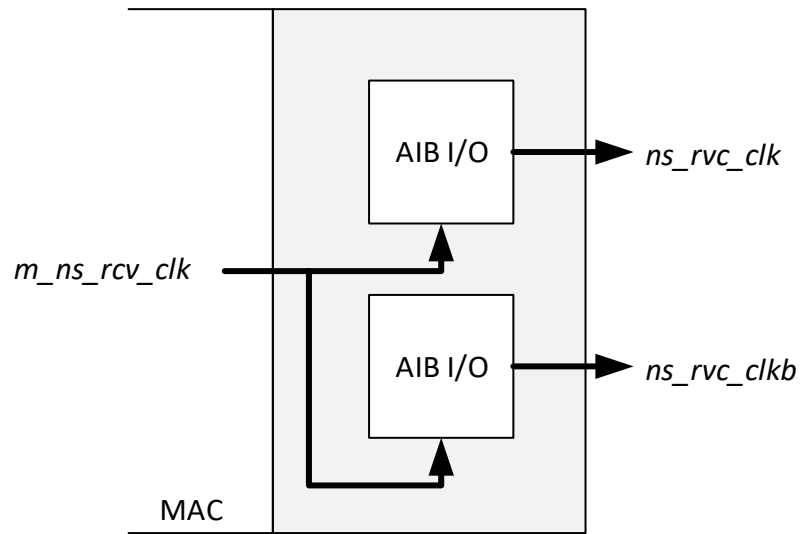 AIB I/O
ns_rvc_clk
m_ns_rcv_clk
AIB I/O
ns_rvc_clkb
MAC